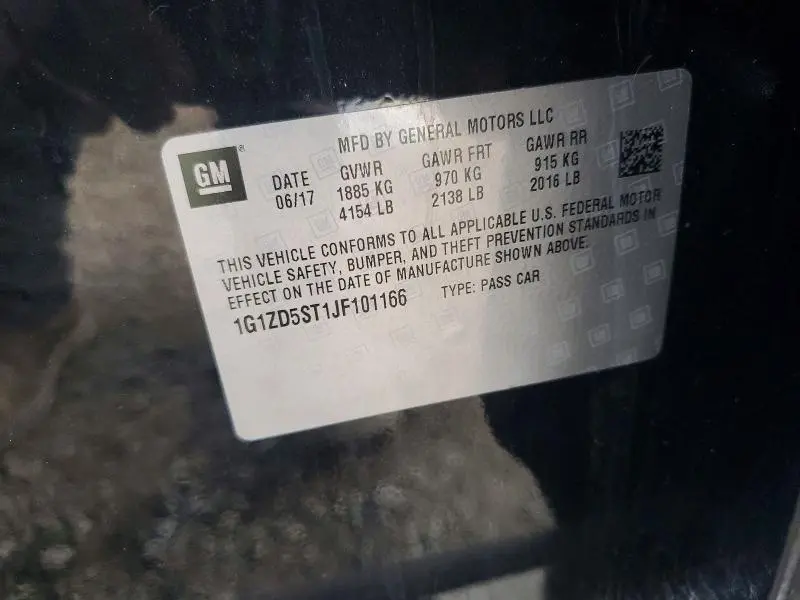 MFD BY GENERAL MOTORS LLC
GM®
DATE GVWR GAWR FRT GAWR RR
06/17 1885 KG 970 KG 915 KG
4154 LB 2138 LB 2016 LB
THIS VEHICLE CONFORMS TO ALL APPLICABLE U.S. FEDERAL MOTOR
VEHICLE SAFETY, BUMPER, AND THEFT PREVENTION STANDARDS IN
EFFECT ON THE DATE OF MANUFACTURE SHOWN ABOVE.
1G1ZD5ST1JF101166 TYPE: PASS CAR